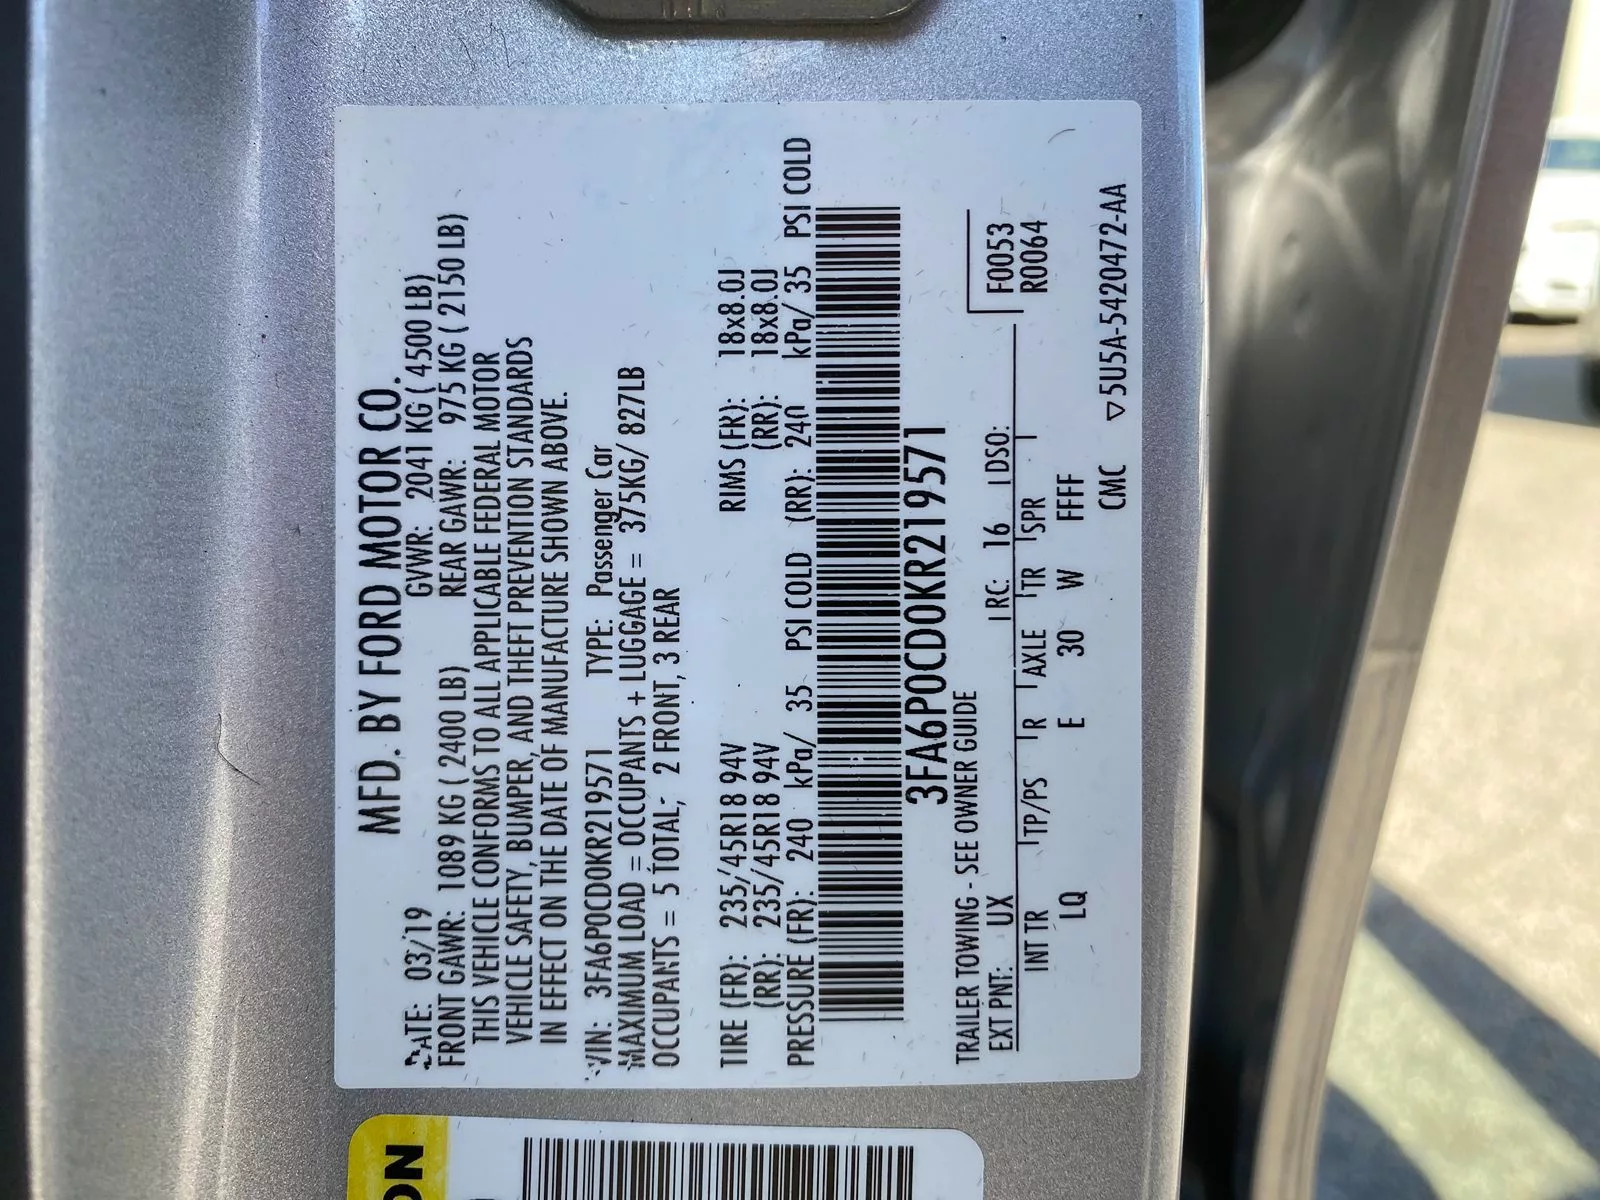 MFD. BY FORD MOTOR CO.
DATE: 03/19 GVWR: 2041 KG ( 4500 LB)
FRONT GAWR: 1089 KG ( 2400 LB) REAR GAWR: 975 KG ( 2150 LB)
THIS VEHICLE CONFORMS TO ALL APPLICABLE FEDERAL MOTOR
VEHICLE SAFETY, BUMPER, AND THEFT PREVENTION STANDARDS
IN EFFECT ON THE DATE OF MANUFACTURE SHOWN ABOVE.
VIN: 3FA6P0CD0KR219571 TYPE: Passenger Car
MAXIMUM LOAD = OCCUPANTS + LUGGAGE = 375KG/ 827LB
OCCUPANTS = 5 TOTAL; 2 FRONT, 3 REAR
TIRE (FR): 235/45R18 94V RIMS (FR): 18x8.0J
(RR): 235/45R18 94V (RR): 18x8.0J
PRESSURE (FR): 240 kPa/ 35 PSI COLD (RR): 240 kPa/ 35 PSI COLD
3FA6P0CD0KR219571
TRAILER TOWING - SEE OWNER GUIDE
EXT PNT: UX RC: 16 DSO: F0053
R0064
INT TR TP/PS R AXLE TR SPR
LQ E 30 W FFFF
CMC ▽5U5A-5420472-AA